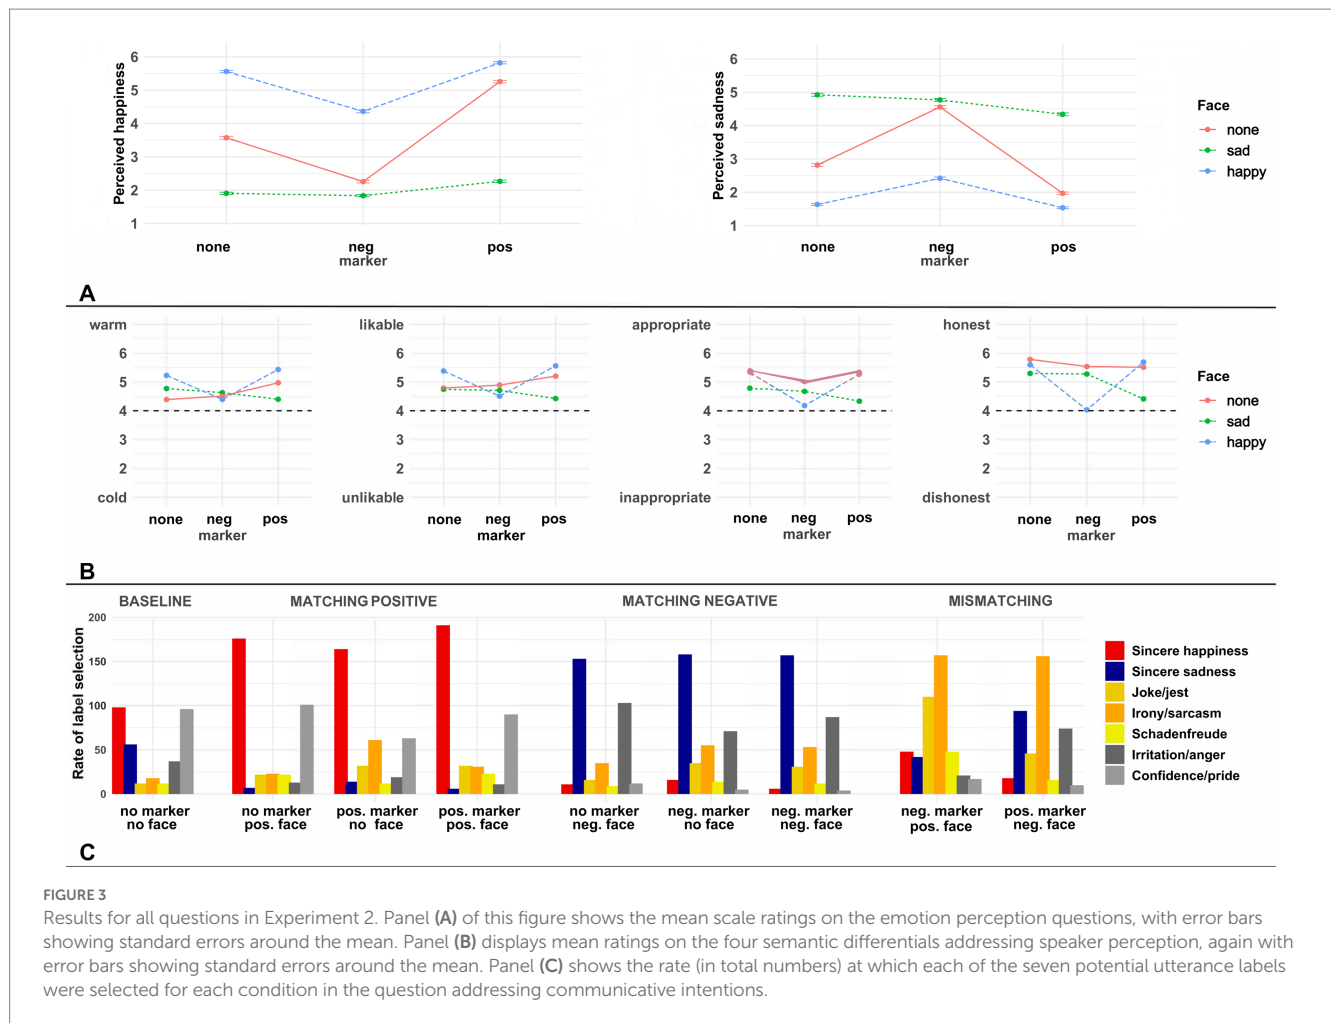 Perceived happiness
6
5
4
3
2
1
none neg pos
marker
Perceived sadness
6
5
4
3
2
1
none neg pos
marker
Face
none
sad
happy
A
warm
6
5
4
3
2
cold
none neg pos
marker
likable
6
5
4
3
2
unlikable
none neg pos
marker
appropriate
6
5
4
3
2
inappropriate
none neg pos
marker
honest
6
5
4
3
2
dishonest
none neg pos
marker
Face
none
sad
happy
B
BASELINE MATCHING POSITIVE MATCHING NEGATIVE MISMATCHING
Rate of label selection
200
150
100
50
0
no marker
no face
no marker
pos. face
pos. marker
no face
pos. marker
pos. face
no marker
neg. face
neg. marker
no face
neg. marker
neg. face
neg. marker
pos. face
pos. marker
neg. face
Sincere happiness
Sincere sadness
Joke/jest
Irony/sarcasm
Schadenfreude
Irritation/anger
Confidence/pride
C
FIGURE 3
Results for all questions in Experiment 2. Panel (A) of this figure shows the mean scale ratings on the emotion perception questions, with error bars
showing standard errors around the mean. Panel (B) displays mean ratings on the four semantic differentials addressing speaker perception, again with
error bars showing standard errors around the mean. Panel (C) shows the rate (in total numbers) at which each of the seven potential utterance labels
were selected for each condition in the question addressing communicative intentions.